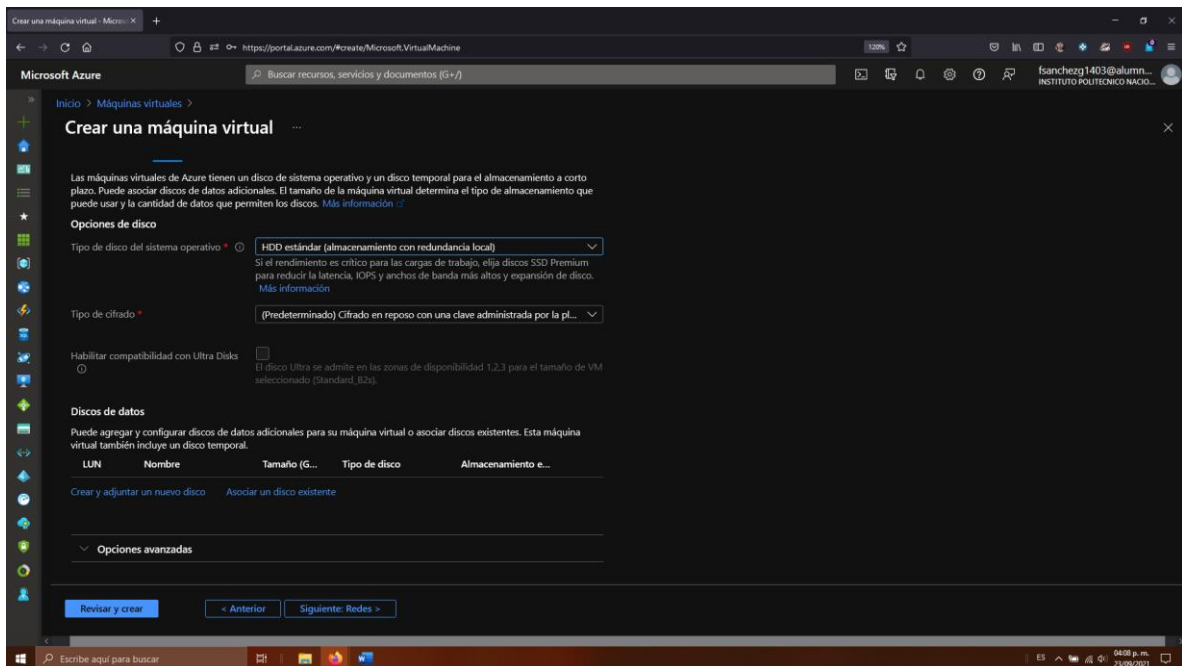 Crear una máquina virtual - Micros
https://portal.azure.com/#create/Microsoft.VirtualMachine
120%
Microsoft Azure
Buscar recursos, servicios y documentos (G+/)
fsanchezg1403@alumn...
INSTITUTO POLITECNICO NACIO...
Inicio > Máquinas virtuales >
Crear una máquina virtual ...
Las máquinas virtuales de Azure tienen un disco de sistema operativo y un disco temporal para el almacenamiento a corto
plazo. Puede asociar discos de datos adicionales. El tamaño de la máquina virtual determina el tipo de almacenamiento que
puede usar y la cantidad de datos que permiten los discos. Más información
Opciones de disco
Tipo de disco del sistema operativo *
HDD estándar (almacenamiento con redundancia local)
Si el rendimiento es crítico para las cargas de trabajo, elija discos SSD Premium
para reducir la latencia, IOPS y anchos de banda más altos y expansión de disco.
Más información
Tipo de cifrado *
(Predeterminado) Cifrado en reposo con una clave administrada por la pl...
Habilitar compatibilidad con Ultra Disks
El disco Ultra se admite en las zonas de disponibilidad 1,2,3 para el tamaño de VM
seleccionado (Standard_B2s).
Discos de datos
Puede agregar y configurar discos de datos adicionales para su máquina virtual o asociar discos existentes. Esta máquina
virtual también incluye un disco temporal.
LUN Nombre Tamaño (G... Tipo de disco Almacenamiento e...
Crear y adjuntar un nuevo disco Asociar un disco existente
Opciones avanzadas
Revisar y crear < Anterior Siguiente: Redes >
Escribe aquí para buscar
ES
04:08 p. m.
23/09/2021